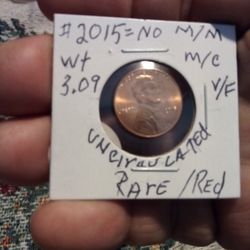 #2015=NO M/M
Wt M/C
3.09 V/F
UNCIRCULATED
RARE/Red